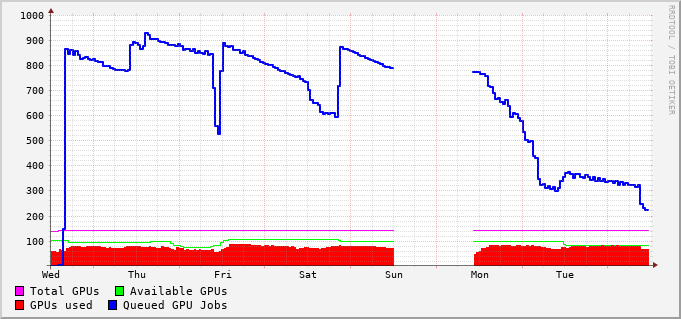 1000
900
800
700
600
500
400
300
200
100
Wed Thu Fri Sat Sun Mon Tue
Total GPUs Available GPUs
GPUs used Queued GPU Jobs
RRDTOOL / TOBI OETIKER